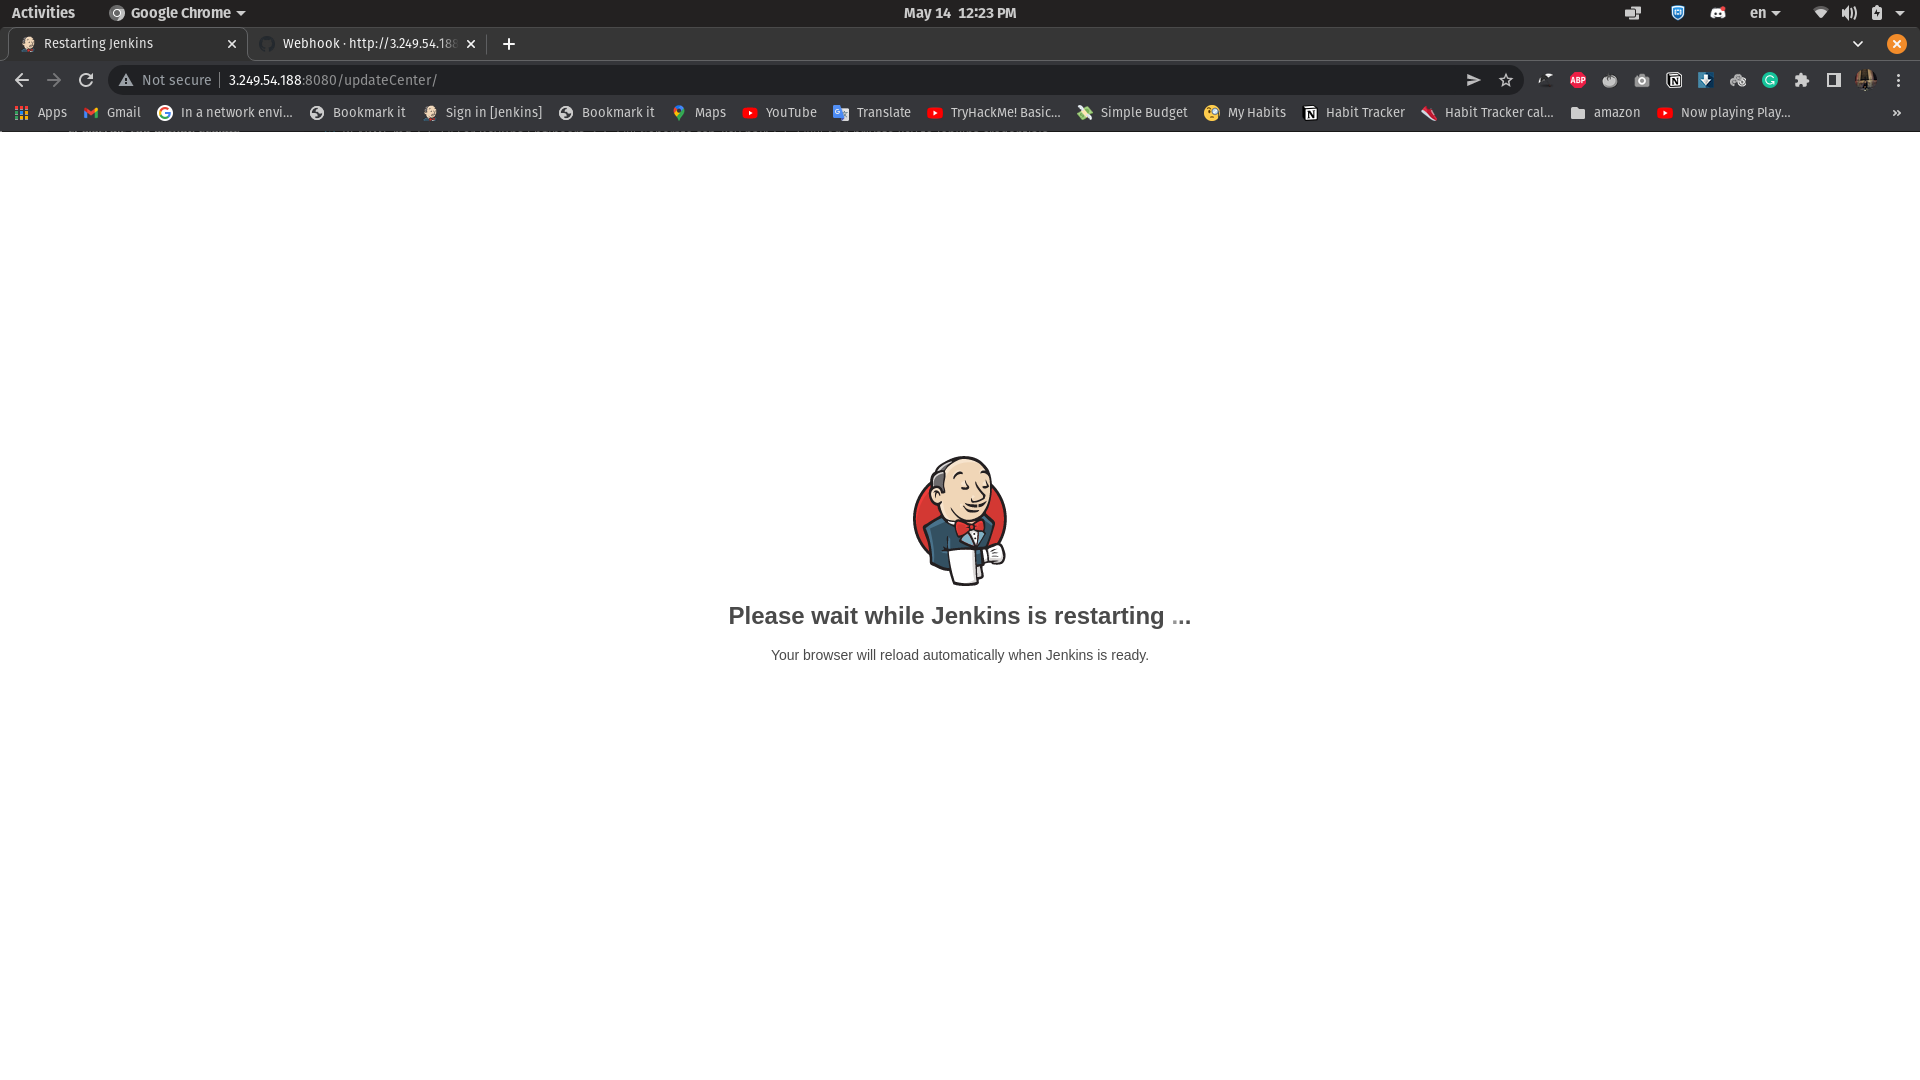 Activities Google Chrome May 14 12:23 PM en
Restarting Jenkins Webhook · http://3.249.54.188
Not secure 3.249.54.188:8080/updateCenter/ ABP
Apps Gmail In a network envi... Bookmark it Sign in [Jenkins] Bookmark it Maps YouTube Translate TryHackMe! Basic... Simple Budget My Habits Habit Tracker Habit Tracker cal... amazon Now playing Play... »
Please wait while Jenkins is restarting ...
Your browser will reload automatically when Jenkins is ready.